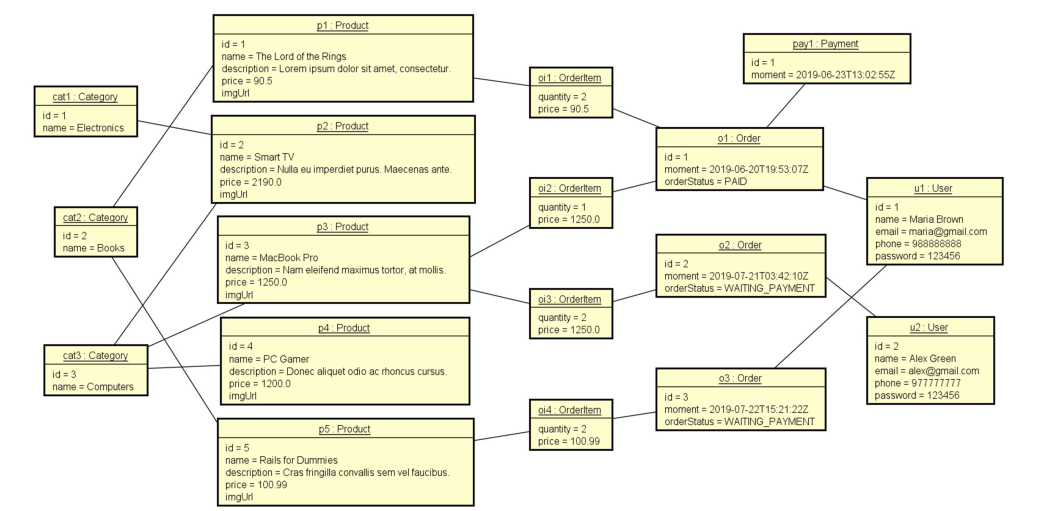 cat1 : Category
id = 1
name = Electronics
cat2 : Category
id = 2
name = Books
cat3 : Category
id = 3
name = Computers
p1 : Product
id = 1
name = The Lord of the Rings
description = Lorem ipsum dolor sit amet, consectetur.
price = 90.5
imgUrl
p2 : Product
id = 2
name = Smart TV
description = Nulla eu imperdiet purus. Maecenas ante.
price = 2190.0
imgUrl
p3 : Product
id = 3
name = MacBook Pro
description = Nam eleifend maximus tortor, at mollis.
price = 1250.0
imgUrl
p4 : Product
id = 4
name = PC Gamer
description = Donec aliquet odio ac rhoncus cursus.
price = 1200.0
imgUrl
p5 : Product
id = 5
name = Rails for Dummies
description = Cras fringilla convallis sem vel faucibus.
price = 100.99
imgUrl
oi1 : OrderItem
quantity = 2
price = 90.5
oi2 : OrderItem
quantity = 1
price = 1250.0
oi3 : OrderItem
quantity = 2
price = 1250.0
oi4 : OrderItem
quantity = 2
price = 100.99
pay1 : Payment
id = 1
moment = 2019-06-23T13:02:55Z
o1 : Order
id = 1
moment = 2019-06-20T19:53:07Z
orderStatus = PAID
o2 : Order
id = 2
moment = 2019-07-21T03:42:10Z
orderStatus = WAITING_PAYMENT
o3 : Order
id = 3
moment = 2019-07-22T15:21:22Z
orderStatus = WAITING_PAYMENT
u1 : User
id = 1
name = Maria Brown
email = maria@gmail.com
phone = 988888888
password = 123456
u2 : User
id = 2
name = Alex Green
email = alex@gmail.com
phone = 977777777
password = 123456